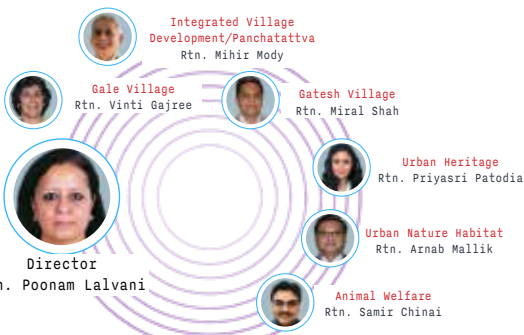 Integrated Village
Development/Panchatattva
Rtn. Mihir Mody
Gale Village
Rtn. Vinti Gajree
Gatesh Village
Rtn. Miral Shah
Urban Heritage
Rtn. Priyasri Patodia
Urban Nature Habitat
Rtn. Arnab Mallik
Director
n. Poonam Lalvani
Animal Welfare
Rtn. Samir Chinai